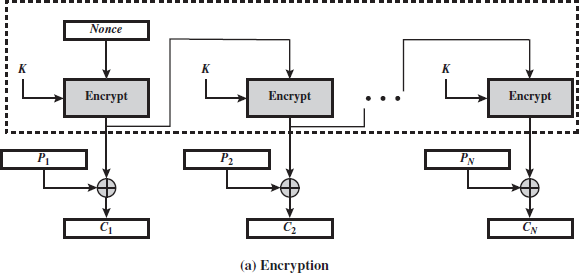 Nonce
K K K
Encrypt Encrypt • • • Encrypt
P1 P2 PN
C1 C2 CN
(a) Encryption